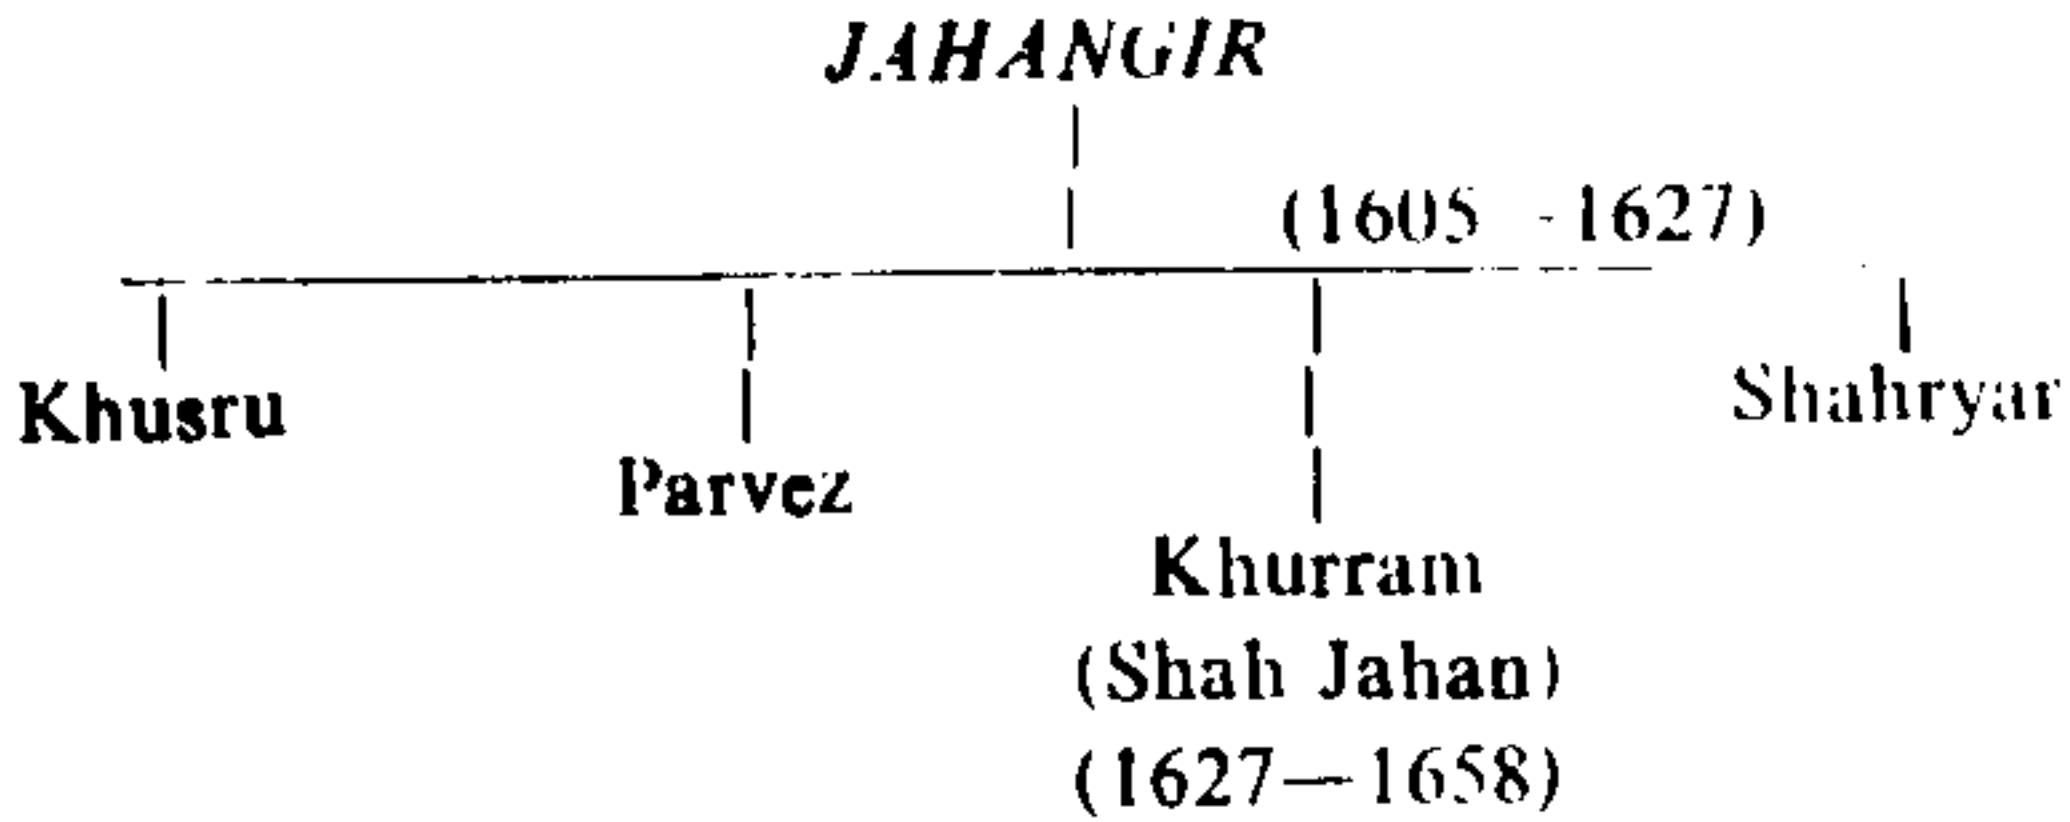 JAHANGIR
(1605 - 1627)
Khusru
Shahryar
Parvez
Khurram
(Shah Jahan)
(1627—1658)